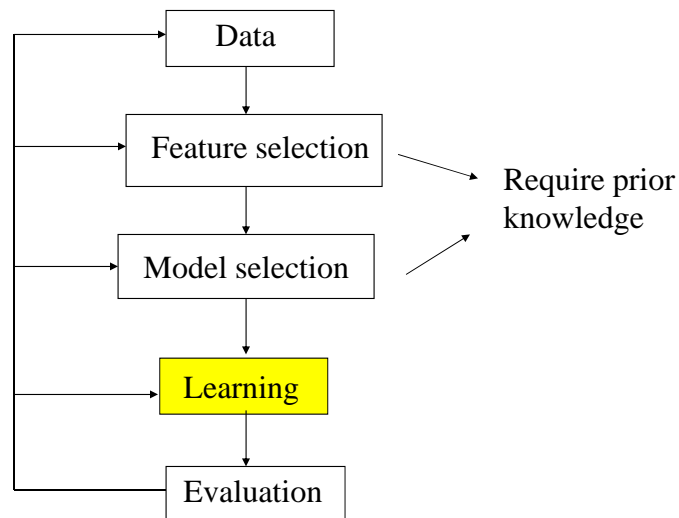 Data
Feature selection
Require prior
knowledge
Model selection
Learning
Evaluation